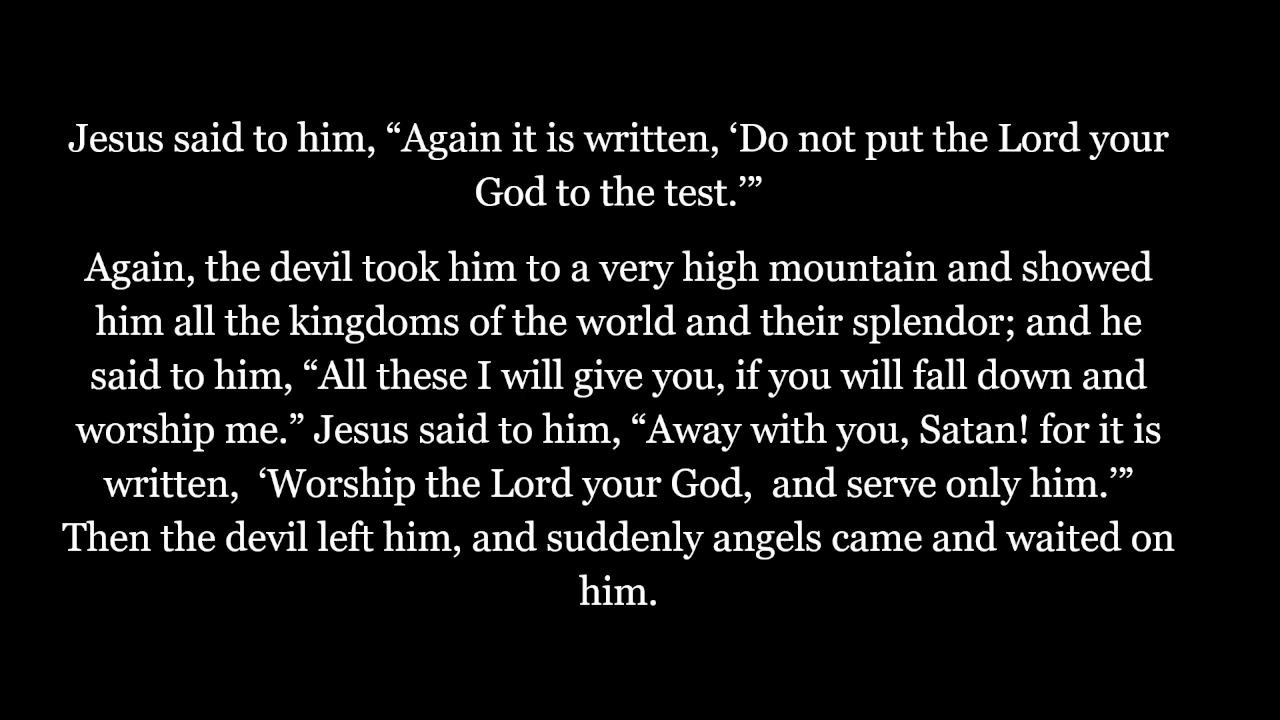 Jesus said to him, “Again it is written, ‘Do not put the Lord your
God to the test.’”
Again, the devil took him to a very high mountain and showed
him all the kingdoms of the world and their splendor; and he
said to him, “All these I will give you, if you will fall down and
worship me.” Jesus said to him, “Away with you, Satan! for it is
written,  ‘Worship the Lord your God,  and serve only him.’”
Then the devil left him, and suddenly angels came and waited on
him.